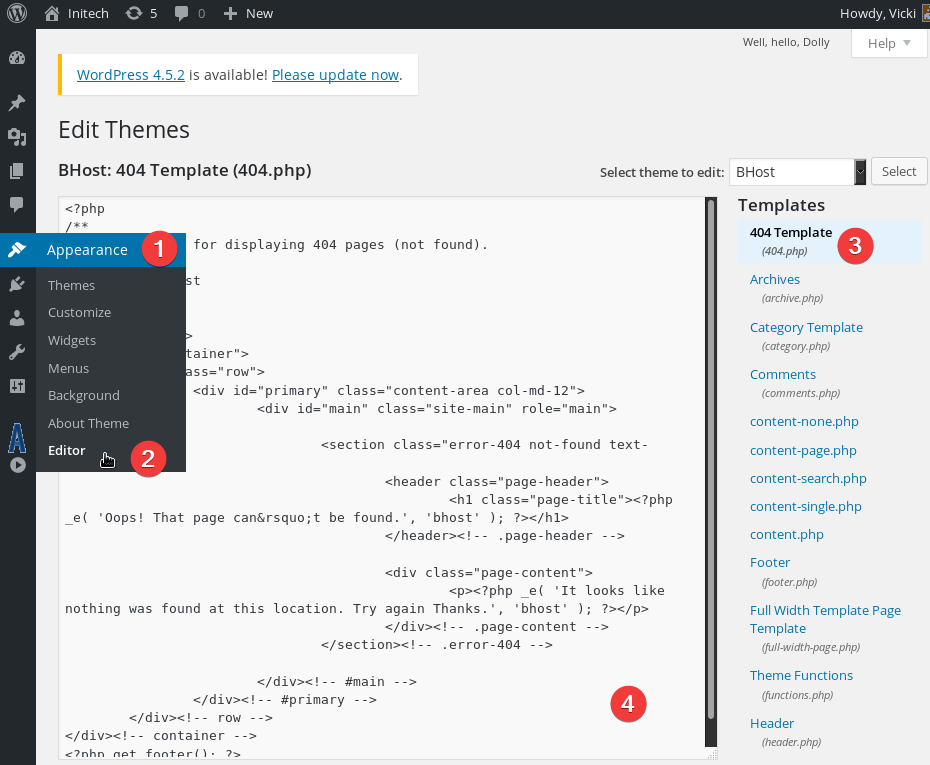 Initech 5 0 New Howdy, Vicki
Well, hello, Dolly Help
WordPress 4.5.2 is available! Please update now.
Edit Themes
BHost: 404 Template (404.php)
Select theme to edit: BHost Select
<?php
/**
for displaying 404 pages (not found).
st
>
tainer">
ass="row">
<div id="primary" class="content-area col-md-12">
<div id="main" class="site-main" role="main">
<section class="error-404 not-found text-
<header class="page-header">
<h1 class="page-title"><?php
_e( 'Oops! That page can&rsquo;t be found.', 'bhost' ); ?></h1>
</header><!-- .page-header -->
<div class="page-content">
<p><?php _e( 'It looks like
nothing was found at this location. Try again Thanks.', 'bhost' ); ?></p>
</div><!-- .page-content -->
</section><!-- .error-404 -->
</div><!-- #main -->
</div><!-- #primary -->
</div><!-- row -->
</div><!-- container -->
<?php get_footer(); ?>
4
Appearance 1
Themes
Customize
Widgets
Menus
Background
About Theme
Editor 2
A
Templates
404 Template
(404.php)
3
Archives
(archive.php)
Category Template
(category.php)
Comments
(comments.php)
content-none.php
content-page.php
content-search.php
content-single.php
content.php
Footer
(footer.php)
Full Width Template Page
Template
(full-width-page.php)
Theme Functions
(functions.php)
Header
(header.php)